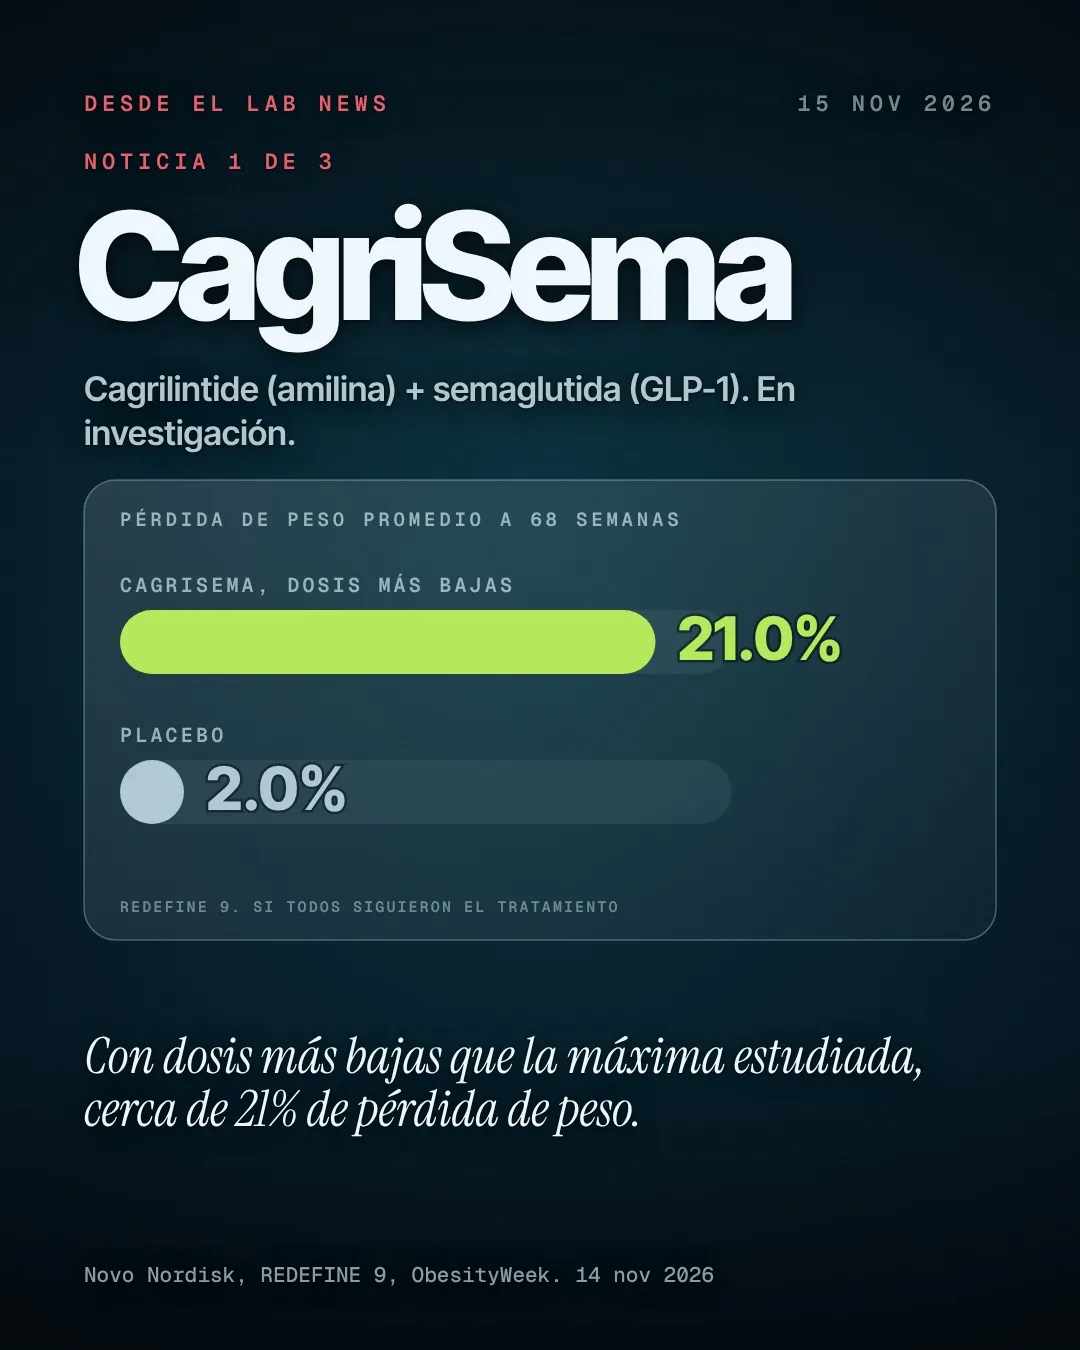 DESDE EL LAB NEWS
15 NOV 2026
NOTICIA 1 DE 3
CagriSema
Cagrilintide (amilina) + semaglutida (GLP-1). En
investigación.
PÉRDIDA DE PESO PROMEDIO A 68 SEMANAS
CAGRISEMA, DOSIS MÁS BAJAS
21.0%
PLACEBO
2.0%
REDEFINE 9. SI TODOS SIGUIERON EL TRATAMIENTO
Con dosis más bajas que la máxima estudiada,
cerca de 21% de pérdida de peso.
Novo Nordisk, REDEFINE 9, ObesityWeek. 14 nov 2026